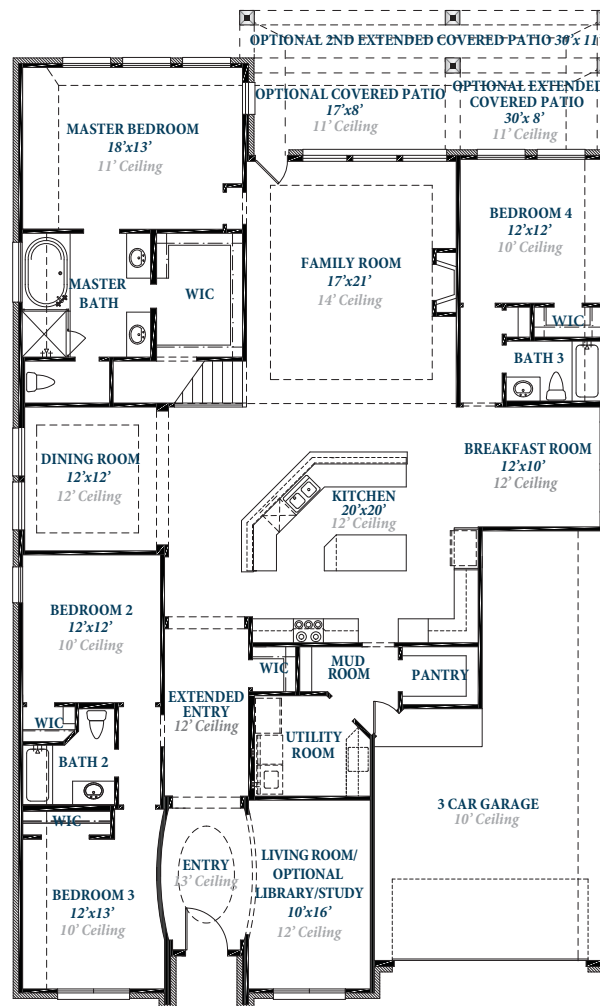 OPTIONAL 2ND EXTENDED COVERED PATIO 30'x 11'
OPTIONAL COVERED PATIO
17'x8'
11' Ceiling
OPTIONAL EXTENDED
COVERED PATIO
30'x 8'
11' Ceiling
MASTER BEDROOM
18'x13'
11' Ceiling
BEDROOM 4
12'x12'
10' Ceiling
FAMILY ROOM
17'x21'
14' Ceiling
MASTER
BATH
WIC
WIC
BATH 3
DINING ROOM
12'x12'
12' Ceiling
BREAKFAST ROOM
12'x10'
12' Ceiling
KITCHEN
20'x20'
12' Ceiling
BEDROOM 2
12'x12'
10' Ceiling
WIC
MUD
ROOM
PANTRY
EXTENDED
ENTRY
12' Ceiling
WIC
UTILITY
ROOM
BATH 2
3 CAR GARAGE
10' Ceiling
WIC
ENTRY
13' Ceiling
LIVING ROOM/
OPTIONAL
LIBRARY/STUDY
10'x16'
12' Ceiling
BEDROOM 3
12'x13'
10' Ceiling